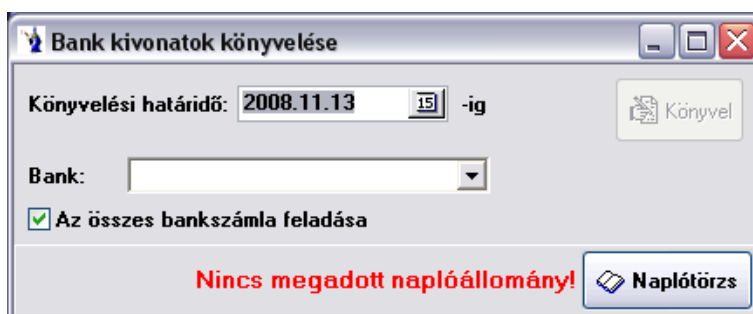 Bank kivonatok könyvelése
Könyvelési határidő: 2008.11.13 15 -ig
Könyvel
Bank:
Az összes bankszámla feladása
Nincs megadott naplóállomány! Naplótörzs